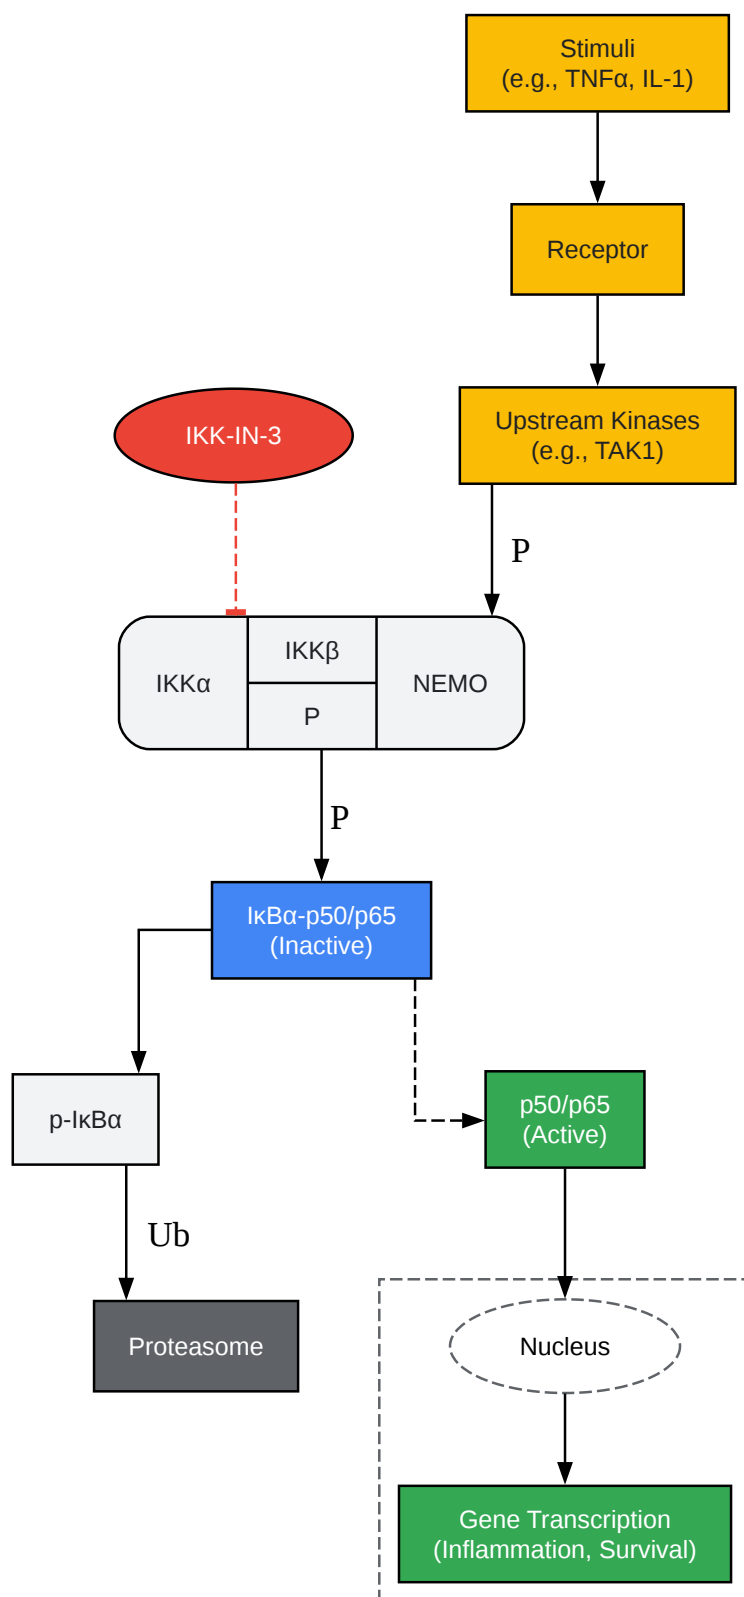 Stimuli
(e.g., TNFα, IL-1)
Receptor
IKK-IN-3
Upstream Kinases
(e.g., TAK1)
P
IKKα
IKKβ
P
NEMO
P
IκBα-p50/p65
(Inactive)
p-IκBα
p50/p65
(Active)
Ub
Proteasome
Nucleus
Gene Transcription
(Inflammation, Survival)